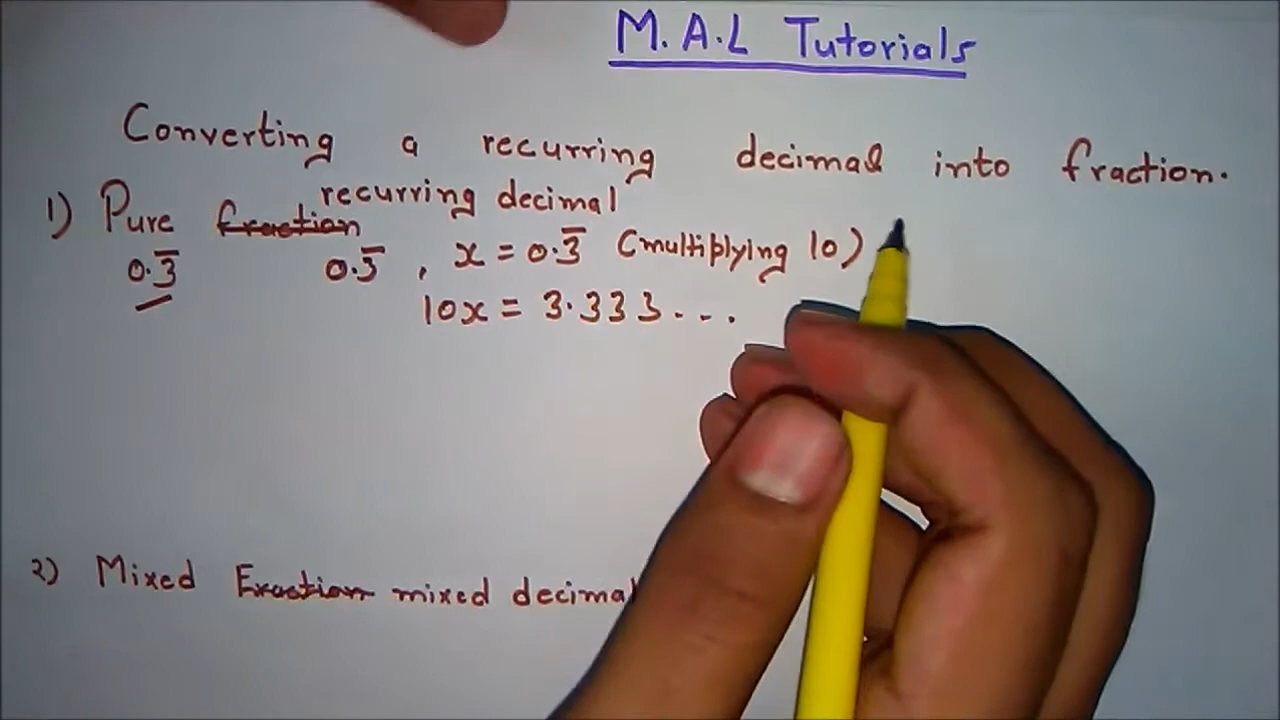 M.A.L Tutorials
Converting a recurring decimal into fraction.
recurring decimal
1) Pure fraction
0.3̅ 0.3̅ , x = 0.3̅ (multiplying 10)
10x = 3.333...
2) Mixed Fraction mixed decimal